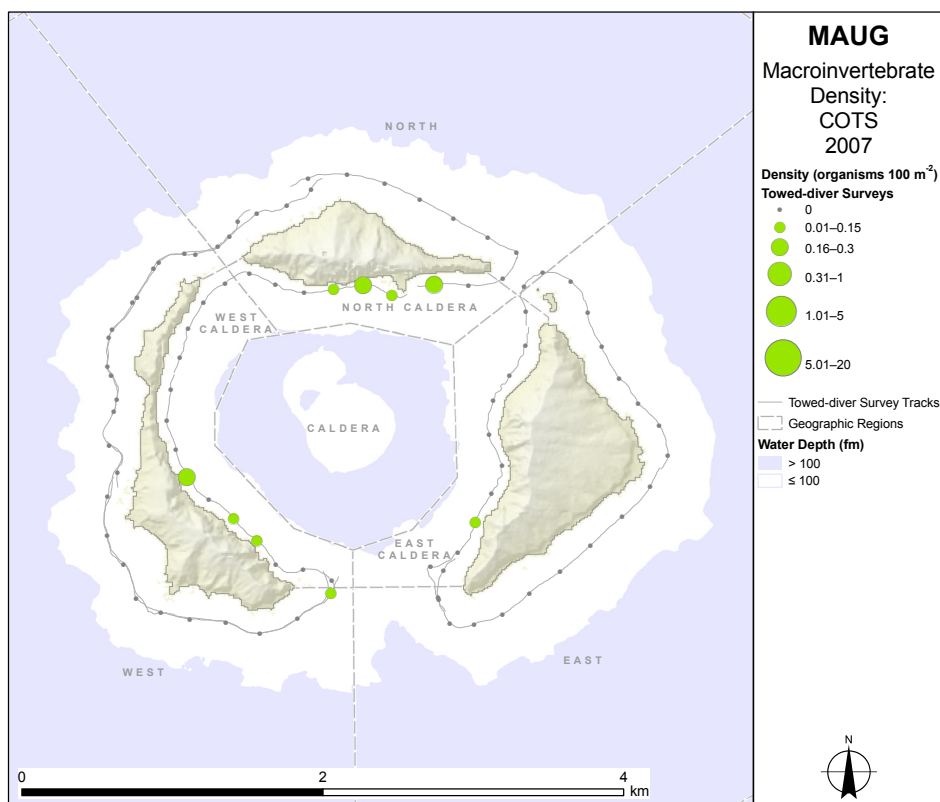 MAUG
Macroinvertebrate
Density:
COTS
2007
Density (organisms 100 m⁻²)
Towed-diver Surveys
0
0.01–0.15
0.16–0.3
0.31–1
1.01–5
5.01–20
Towed-diver Survey Tracks
Geographic Regions
Water Depth (fm)
> 100
≤ 100
N
NORTH
NORTH CALDERA
WEST
CALDERA
CALDERA
EAST
CALDERA
WEST
EAST
0
2
4
km